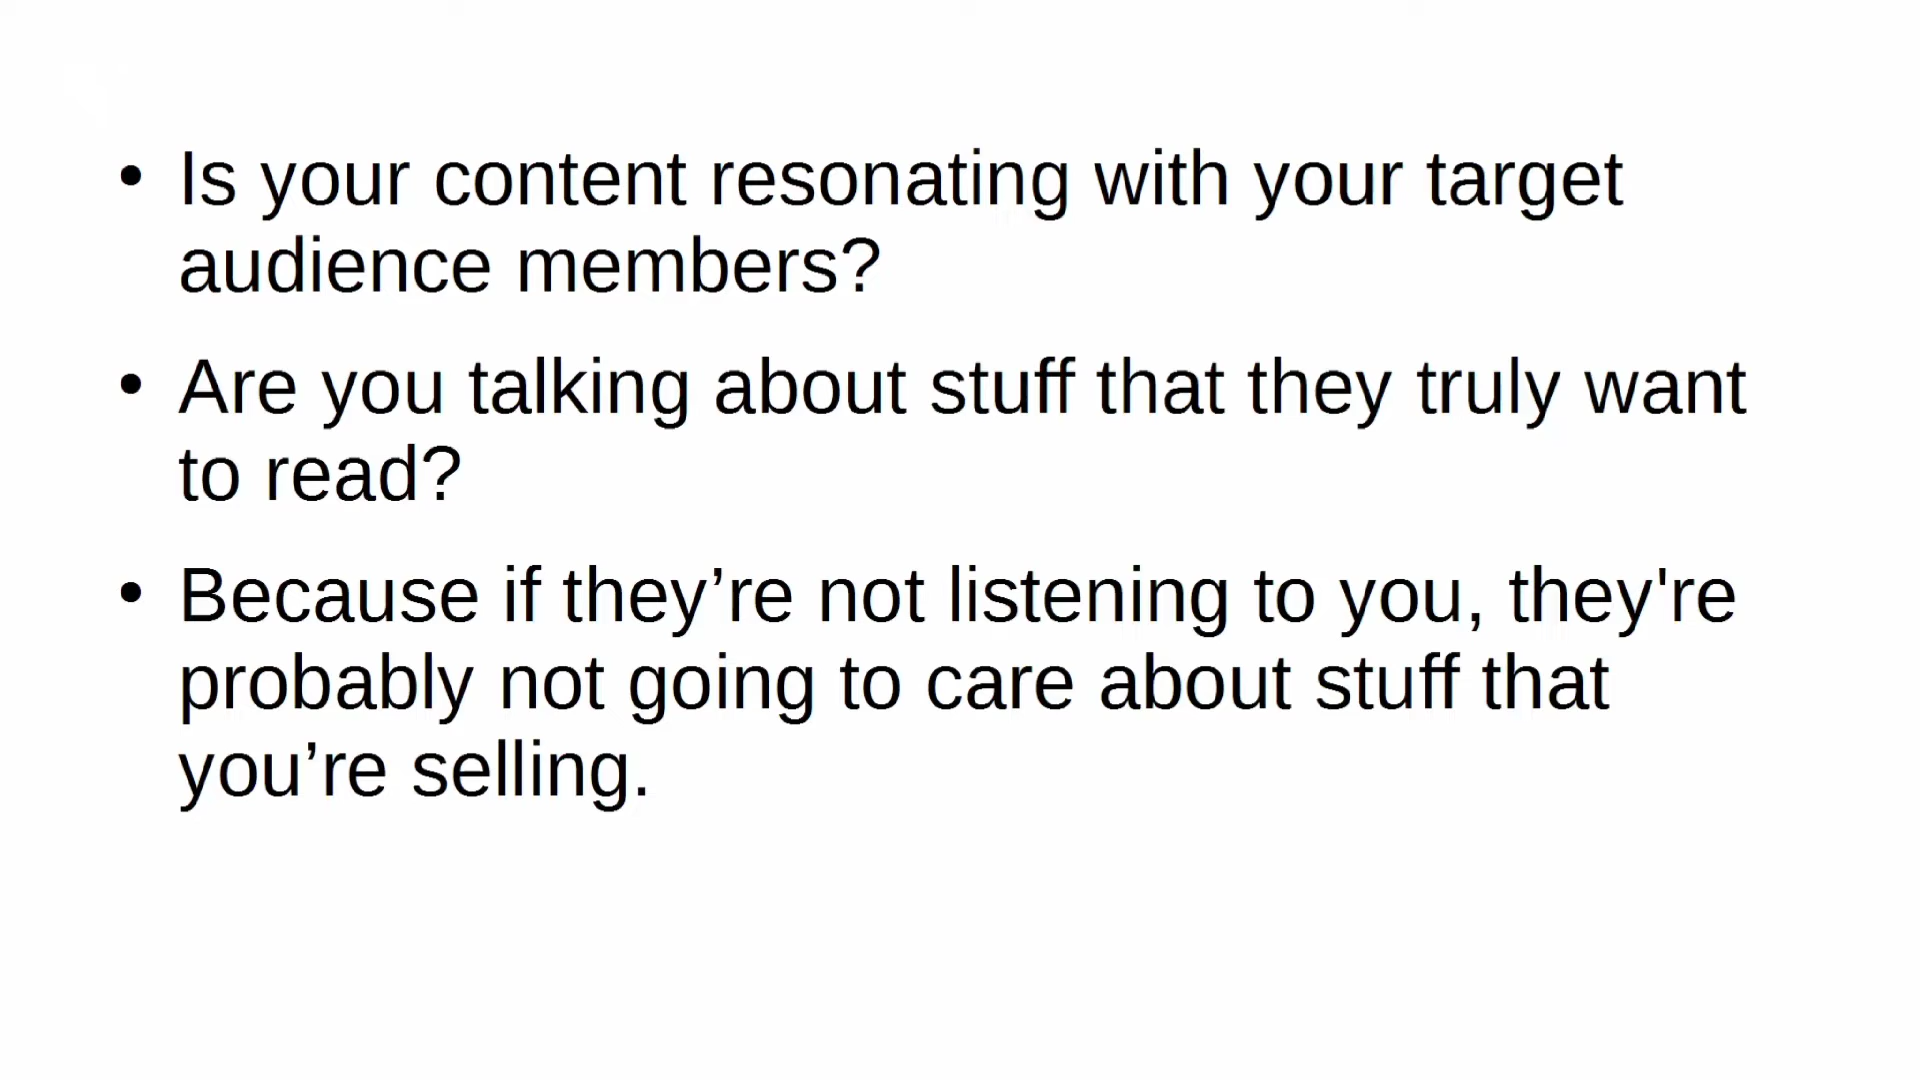 • Is your content resonating with your target
audience members?
• Are you talking about stuff that they truly want
to read?
• Because if they’re not listening to you, they're
probably not going to care about stuff that
you’re selling.